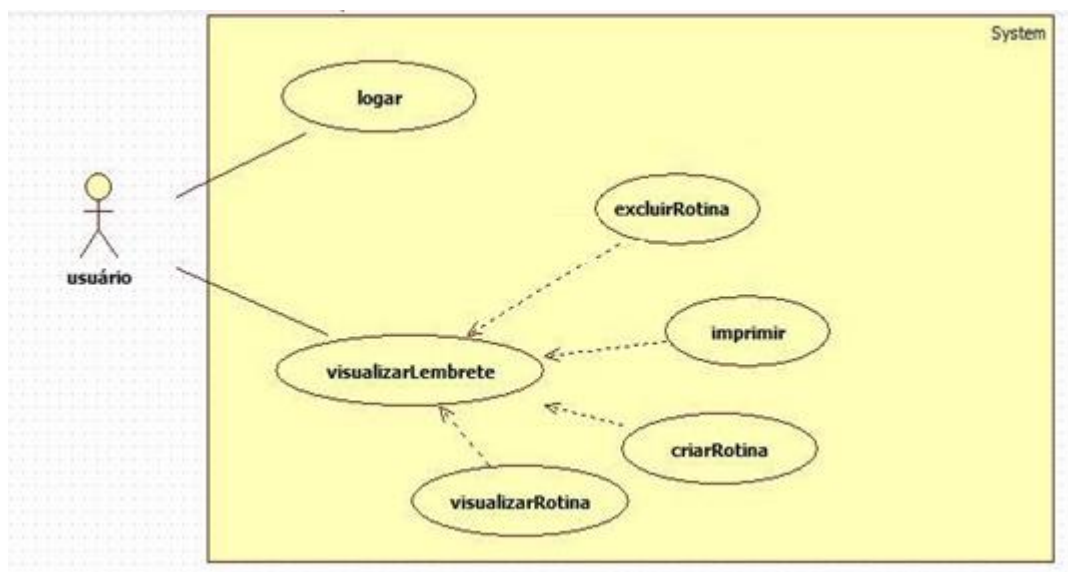 System
logar
excluirRotina
usuário
imprimir
visualizarLembrete
criarRotina
visualizarRotina